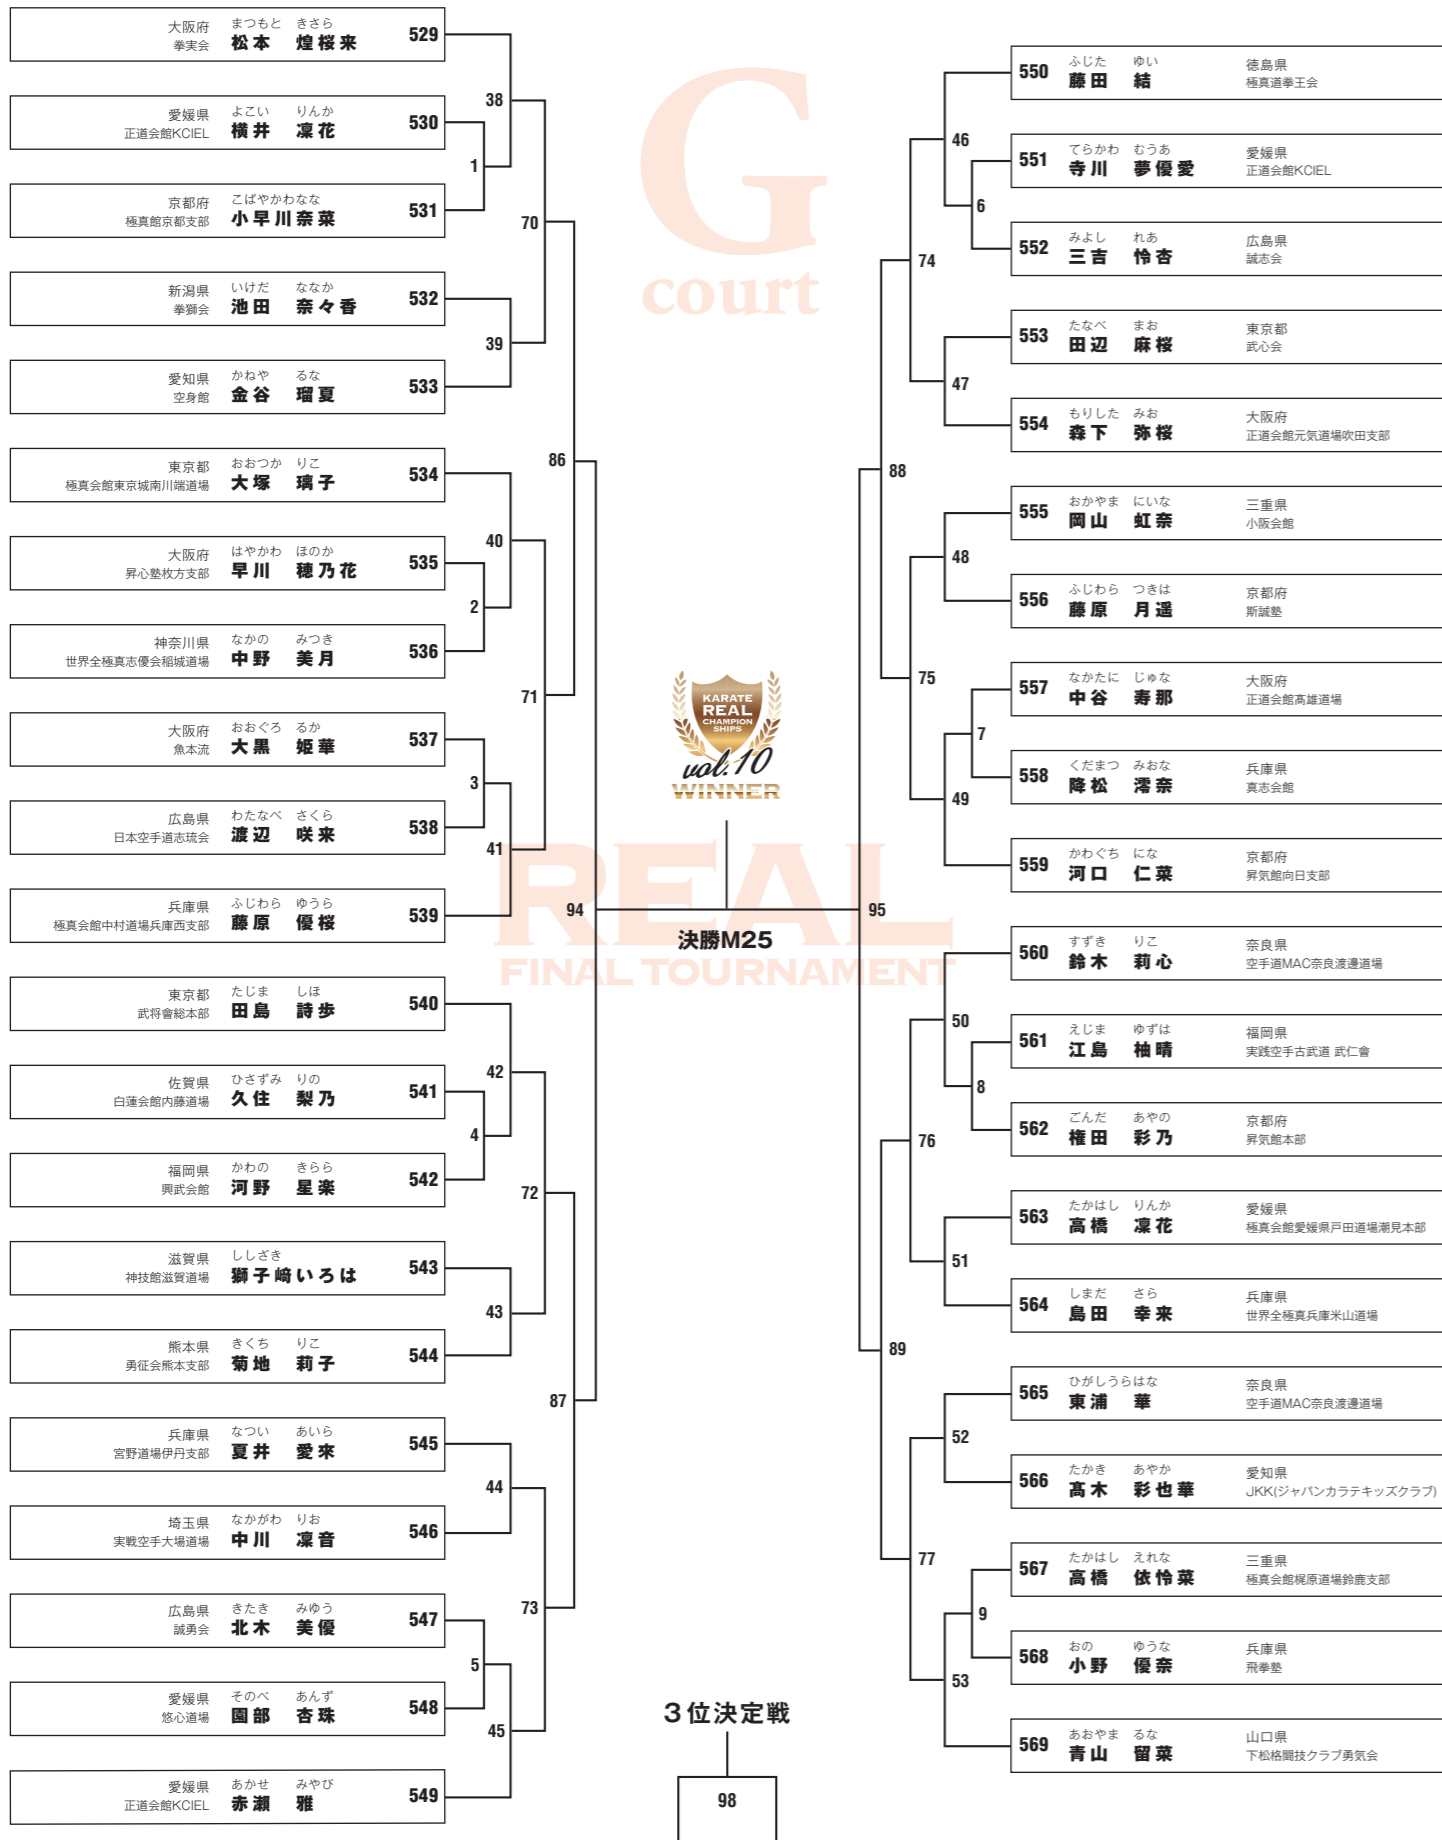 G
court
大阪府 まつもと きさら
拳実会 松本 煌桜来 529
38
愛媛県 よこい りんか
正道会館KCIEL 横井 凜花 530
1
京都府 こばやかわなな
極真館京都支部 小早川奈菜 531
70
新潟県 いけだ ななか
拳獅会 池田 奈々香 532
39
愛知県 かねや るな
空身館 金谷 瑠夏 533
86
東京都 おおつか りこ
極真会館東京城南川端道場 大塚 璃子 534
40
大阪府 はやかわ ほのか
昇心塾枚方支部 早川 穂乃花 535
2
神奈川県 なかの みつき
世界全極真志優会稲城道場 中野 美月 536
71
大阪府 おおぐろ るか
魚本流 大黒 姫華 537
3
広島県 わたなべ さくら
日本空手道志琉会 渡辺 咲来 538
41
兵庫県 ふじわら ゆうら
極真会館中村道場兵庫西支部 藤原 優桜 539
94
東京都 たじま しほ
武将會総本部 田島 詩歩 540
42
佐賀県 ひさずみ りの
白蓮会館内藤道場 久住 梨乃 541
4
福岡県 かわの きらら
興武会館 河野 星楽 542
72
滋賀県 ししざき
神技館滋賀道場 獅子﨑いろは 543
43
熊本県 きくち りこ
勇征会熊本支部 菊地 莉子 544
87
兵庫県 なつい あいら
宮野道場伊丹支部 夏井 愛來 545
44
埼玉県 なかがわ りお
実戦空手大場道場 中川 凜音 546
73
広島県 きたき みゆう
誠勇会 北木 美優 547
5
愛媛県 そのべ あんず
悠心道場 園部 杏珠 548
45
愛媛県 あかせ みやび
正道会館KCIEL 赤瀬 雅 549
KARATE
REAL
CHAMPION
SHIPS
vol.10
WINNER
REAL
FINAL TOURNAMENT
決勝M25
3位決定戦
98
ふじた ゆい 徳島県
550 藤田 結 極真道拳王会
46
てらかわ むうあ 愛媛県
551 寺川 夢優愛 正道会館KCIEL
6
みよし れあ 広島県
552 三吉 怜杏 誠志会
74
たなべ まお 東京都
553 田辺 麻桜 武心会
47
もりした みお 大阪府
554 森下 弥桜 正道会館元気道場吹田支部
88
おかやま にいな 三重県
555 岡山 虹奈 小阪会館
48
ふじわら つきは 京都府
556 藤原 月遥 斯誠塾
75
なかたに じゅな 大阪府
557 中谷 寿那 正道会館髙雄道場
7
くだまつ みおな 兵庫県
558 降松 澪奈 真志会館
49
かわぐち にな 京都府
559 河口 仁菜 昇気館向日支部
95
すずき りこ 奈良県
560 鈴木 莉心 空手道MAC奈良渡邊道場
50
えじま ゆずは 福岡県
561 江島 柚晴 実践空手古武道 武仁會
8
ごんだ あやの 京都府
562 権田 彩乃 昇気館本部
76
たかはし りんか 愛媛県
563 高橋 凜花 極真会館愛媛県戸田道場潮見本部
51
しまだ さら 兵庫県
564 島田 幸来 世界全極真兵庫米山道場
89
ひがしうらはな 奈良県
565 東浦 華 空手道MAC奈良渡邊道場
52
たかき あやか 愛知県
566 髙木 彩也華 JKK(ジャパンカラテキッズクラブ)
77
たかはし えれな 三重県
567 高橋 依怜菜 極真会館梶原道場鈴鹿支部
9
おの ゆうな 兵庫県
568 小野 優奈 飛拳塾
53
あおやま るな 山口県
569 青山 留菜 下松格闘技クラブ勇気会